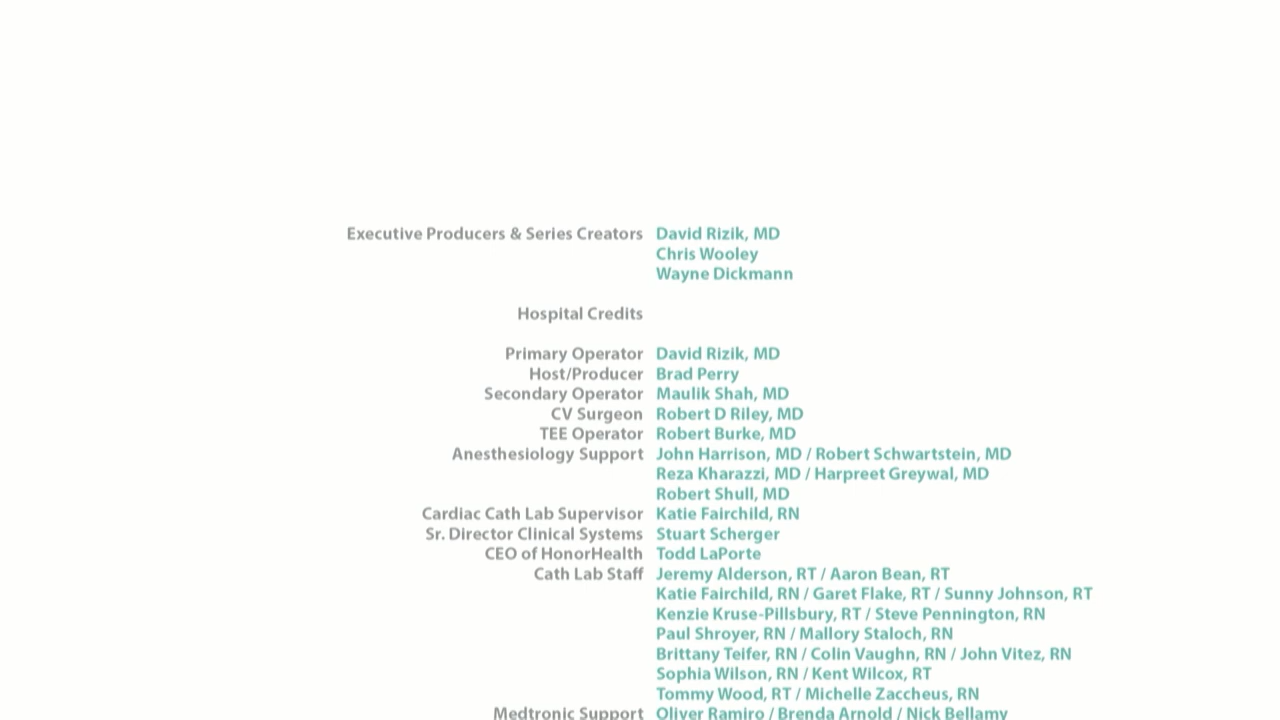 Executive Producers & Series Creators David Rizik, MD
Chris Wooley
Wayne Dickmann
Hospital Credits
Primary Operator David Rizik, MD
Host/Producer Brad Perry
Secondary Operator Maulik Shah, MD
CV Surgeon Robert D Riley, MD
TEE Operator Robert Burke, MD
Anesthesiology Support John Harrison, MD / Robert Schwartstein, MD
Reza Kharazzi, MD / Harpreet Greywal, MD
Robert Shull, MD
Cardiac Cath Lab Supervisor Katie Fairchild, RN
Sr. Director Clinical Systems Stuart Scherger
CEO of HonorHealth Todd LaPorte
Cath Lab Staff Jeremy Alderson, RT / Aaron Bean, RT
Katie Fairchild, RN / Garet Flake, RT / Sunny Johnson, RT
Kenzie Kruse-Pillsbury, RT / Steve Pennington, RN
Paul Shroyer, RN / Mallory Staloch, RN
Brittany Teifer, RN / Colin Vaughn, RN / John Vitez, RN
Sophia Wilson, RN / Kent Wilcox, RT
Tommy Wood, RT / Michelle Zaccheus, RN
Medtronic Support Oliver Ramiro / Brenda Arnold / Nick Bellamy